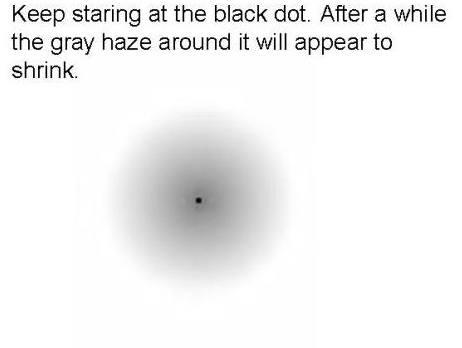 Keep staring at the black dot.  After a while
the gray haze around it will appear to
shrink.